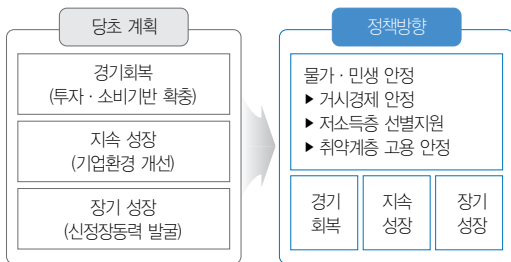 당초 계획
경기회복
(투자 · 소비기반 확충)
지속 성장
(기업환경 개선)
장기 성장
(신정장동력 발굴)
정책방향
물가 · 민생 안정
▶ 거시경제 안정
▶ 저소득층 선별지원
▶ 취약계층 고용 안정
경기
회복
지속
성장
장기
성장